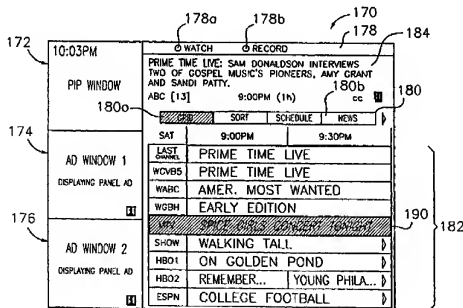 178a
178b
170
172
10:03PM
WATCH
RECORD
178
184
PIP WINDOW
PRIME TIME LIVE: SAM DONALDSON INTERVIEWS
TWO OF GOSPEL MUSIC'S PIONEERS, AMY GRANT
AND SANDI PATTY.
180b
ABC [13]
9:00PM (1h)
CC
180a
180
GRID
SORT
SCHEDULE
NEWS
174
SAT
9:00PM
9:30PM
AD WINDOW 1
DISPLAYING PANEL AD
LAST CHANNEL
PRIME TIME LIVE
WCVB5
PRIME TIME LIVE
WABC
AMER. MOST WANTED
WGBH
EARLY EDITION
190
182
176
MTV
SPICE GIRLS CONCERT TONIGHT
AD WINDOW 2
DISPLAYING PANEL AD
SHOW
WALKING TALL
HBO1
ON GOLDEN POND
HBO2
REMEMBER...
YOUNG PHILA...
ESPN
COLLEGE FOOTBALL